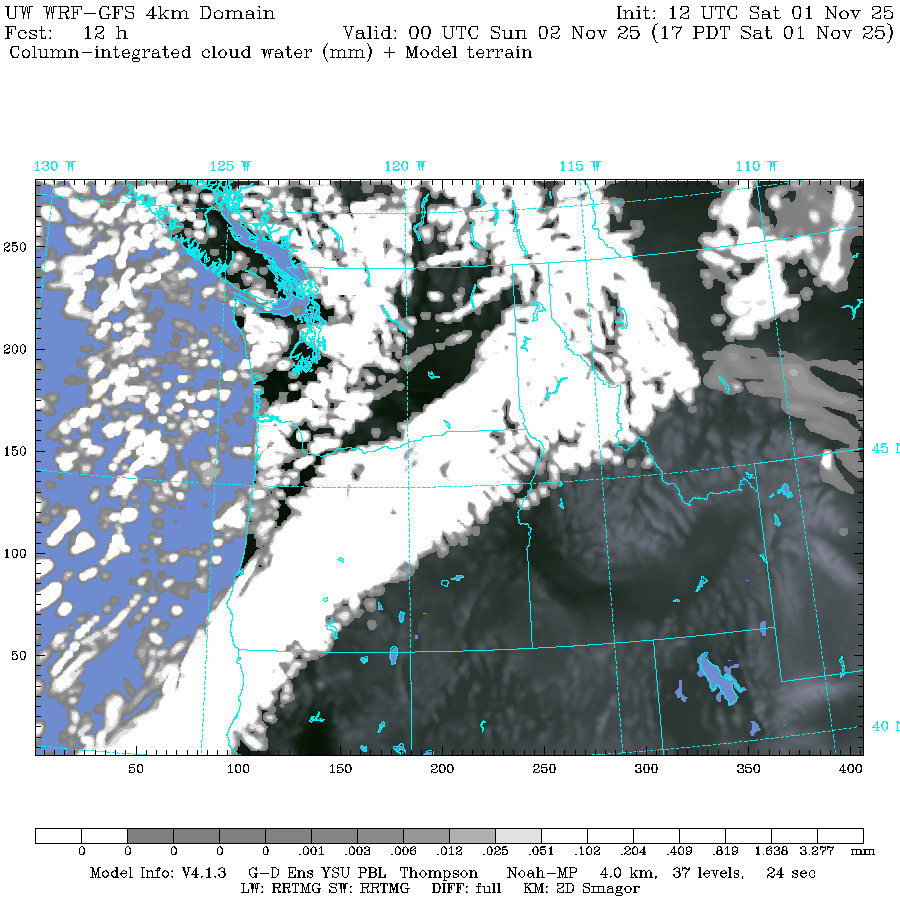 UW WRF-GFS 4km Domain Init: 12 UTC Sat 01 Nov 25
Fcst: 12 h Valid: 00 UTC Sun 02 Nov 25 (17 PDT Sat 01 Nov 25)
Column-integrated cloud water (mm) + Model terrain
130 W 125 W 120 W 115 W 110 W
250
200
150
100
50
45 N
40 N
50 100 150 200 250 300 350 400
0 0 0 0 0 .001 .003 .006 .012 .025 .051 .102 .204 .409 .819 1.638 3.277 mm
Model Info: V4.1.3 G-D Ens YSU PBL Thompson Noah-MP 4.0 km, 37 levels, 24 sec
LW: RRTMG SW: RRTMG DIFF: full KM: 2D Smagor